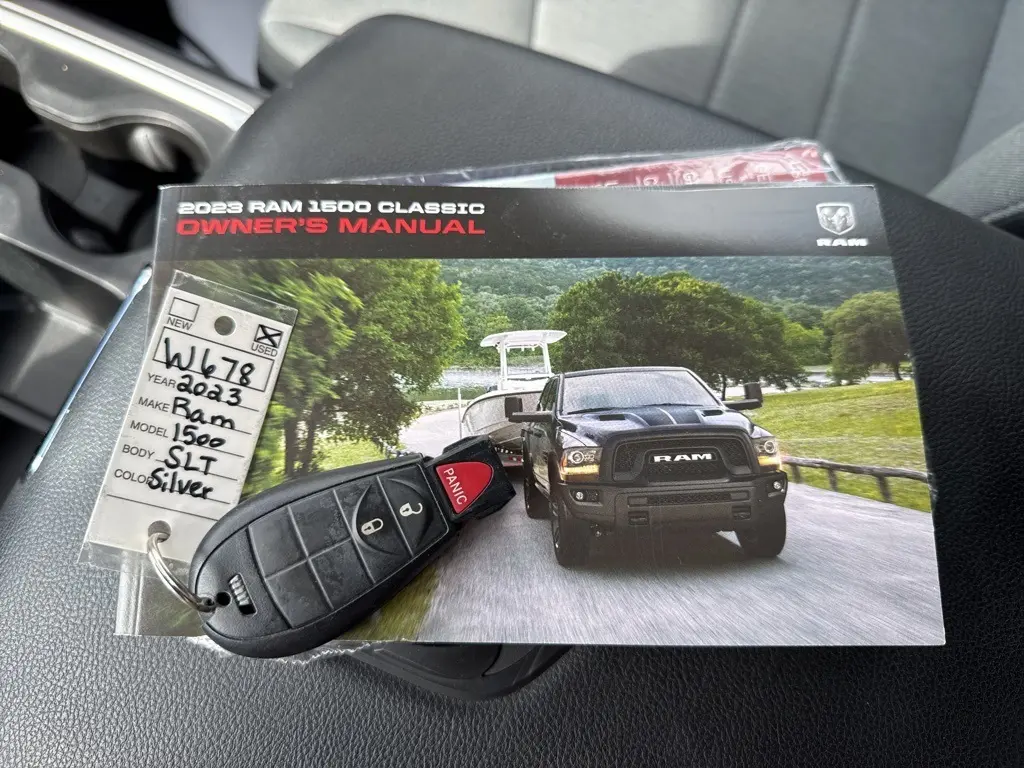 2023 RAM 1500 CLASSIC
OWNER'S MANUAL
RAM
NEW
USED
W678
YEAR 2023
MAKE Ram
MODEL 1500
BODY SLT
COLOR Silver
PANIC
RAM